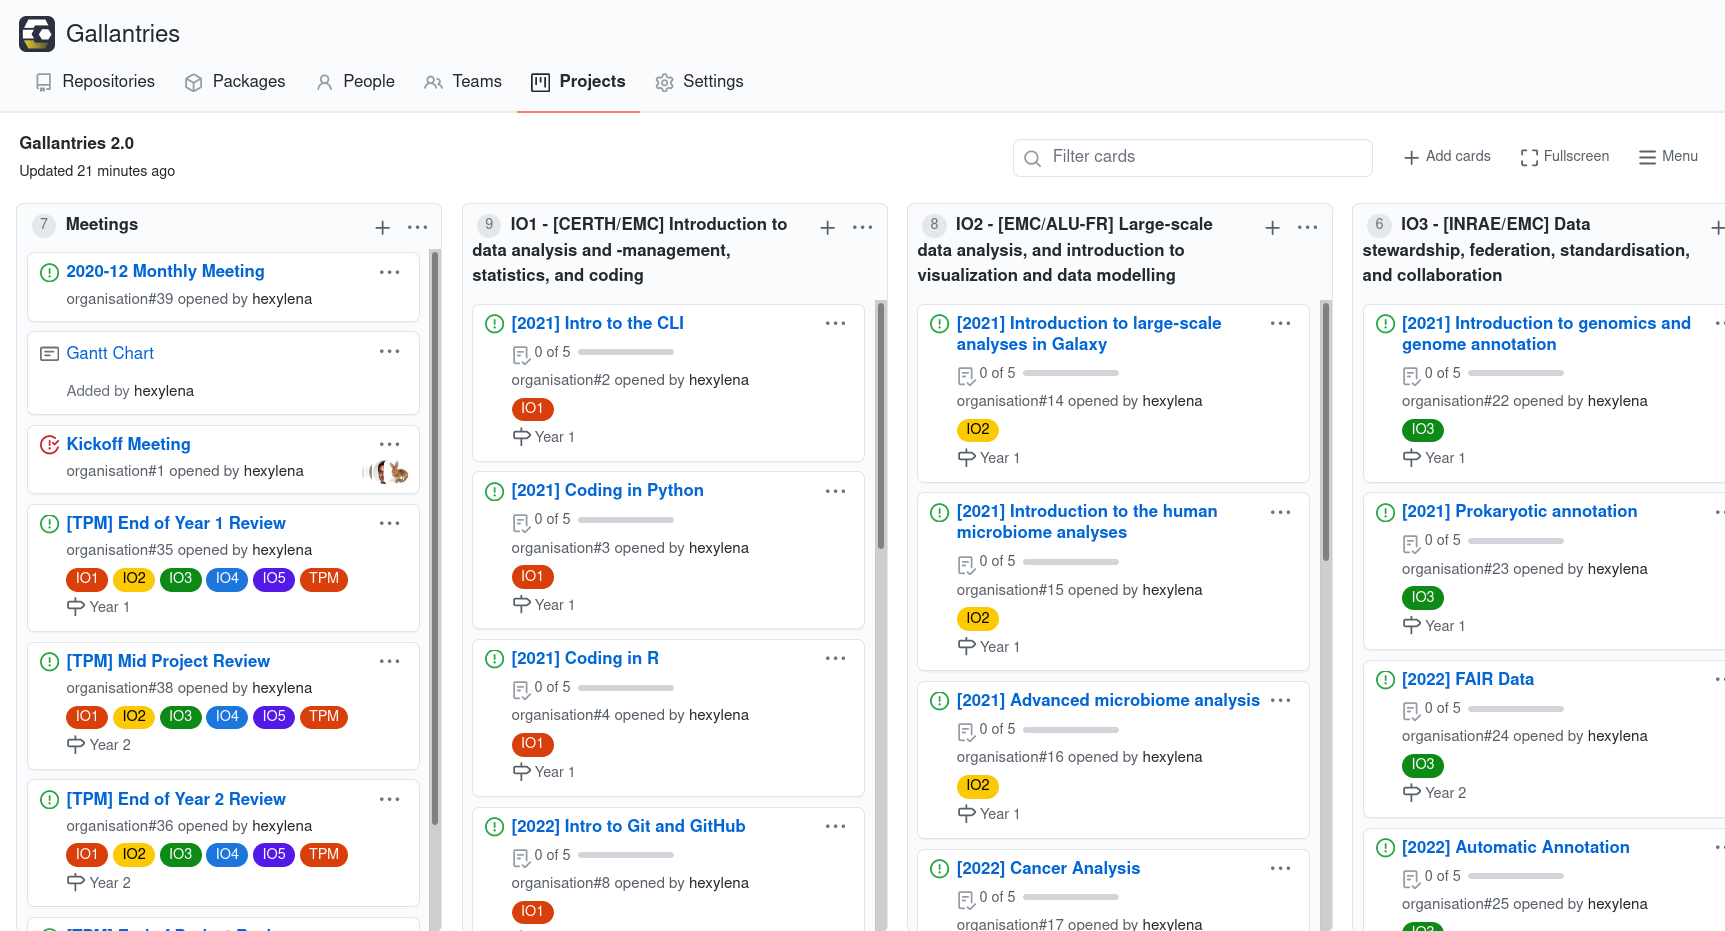 Gallantries
Repositories
Packages
People
Teams
Projects
Settings
Gallantries 2.0
Updated 21 minutes ago
Filter cards
Add cards
Fullscreen
Menu
7 Meetings
2020-12 Monthly Meeting
organisation#39 opened by hexylena
Gantt Chart
Added by hexylena
Kickoff Meeting
organisation#1 opened by hexylena
[TPM] End of Year 1 Review
organisation#35 opened by hexylena
IO1 IO2 IO3 IO4 IO5 TPM
Year 1
[TPM] Mid Project Review
organisation#38 opened by hexylena
IO1 IO2 IO3 IO4 IO5 TPM
Year 2
[TPM] End of Year 2 Review
organisation#36 opened by hexylena
IO1 IO2 IO3 IO4 IO5 TPM
Year 2
9 IO1 - [CERTH/EMC] Introduction to
data analysis and -management,
statistics, and coding
[2021] Intro to the CLI
0 of 5
organisation#2 opened by hexylena
IO1
Year 1
[2021] Coding in Python
0 of 5
organisation#3 opened by hexylena
IO1
Year 1
[2021] Coding in R
0 of 5
organisation#4 opened by hexylena
IO1
Year 1
[2022] Intro to Git and GitHub
0 of 5
organisation#8 opened by hexylena
IO1
8 IO2 - [EMC/ALU-FR] Large-scale
data analysis, and introduction to
visualization and data modelling
[2021] Introduction to large-scale
analyses in Galaxy
0 of 5
organisation#14 opened by hexylena
IO2
Year 1
[2021] Introduction to the human
microbiome analyses
0 of 5
organisation#15 opened by hexylena
IO2
Year 1
[2021] Advanced microbiome analysis
0 of 5
organisation#16 opened by hexylena
IO2
Year 1
[2022] Cancer Analysis
0 of 5
organisation#17 opened by hexylena
6 IO3 - [INRAE/EMC] Data
stewardship, federation, standardisation,
and collaboration
[2021] Introduction to genomics and
genome annotation
0 of 5
organisation#22 opened by hexylena
IO3
Year 1
[2021] Prokaryotic annotation
0 of 5
organisation#23 opened by hexylena
IO3
Year 1
[2022] FAIR Data
0 of 5
organisation#24 opened by hexylena
IO3
Year 2
[2022] Automatic Annotation
0 of 5
organisation#25 opened by hexylena
IO3